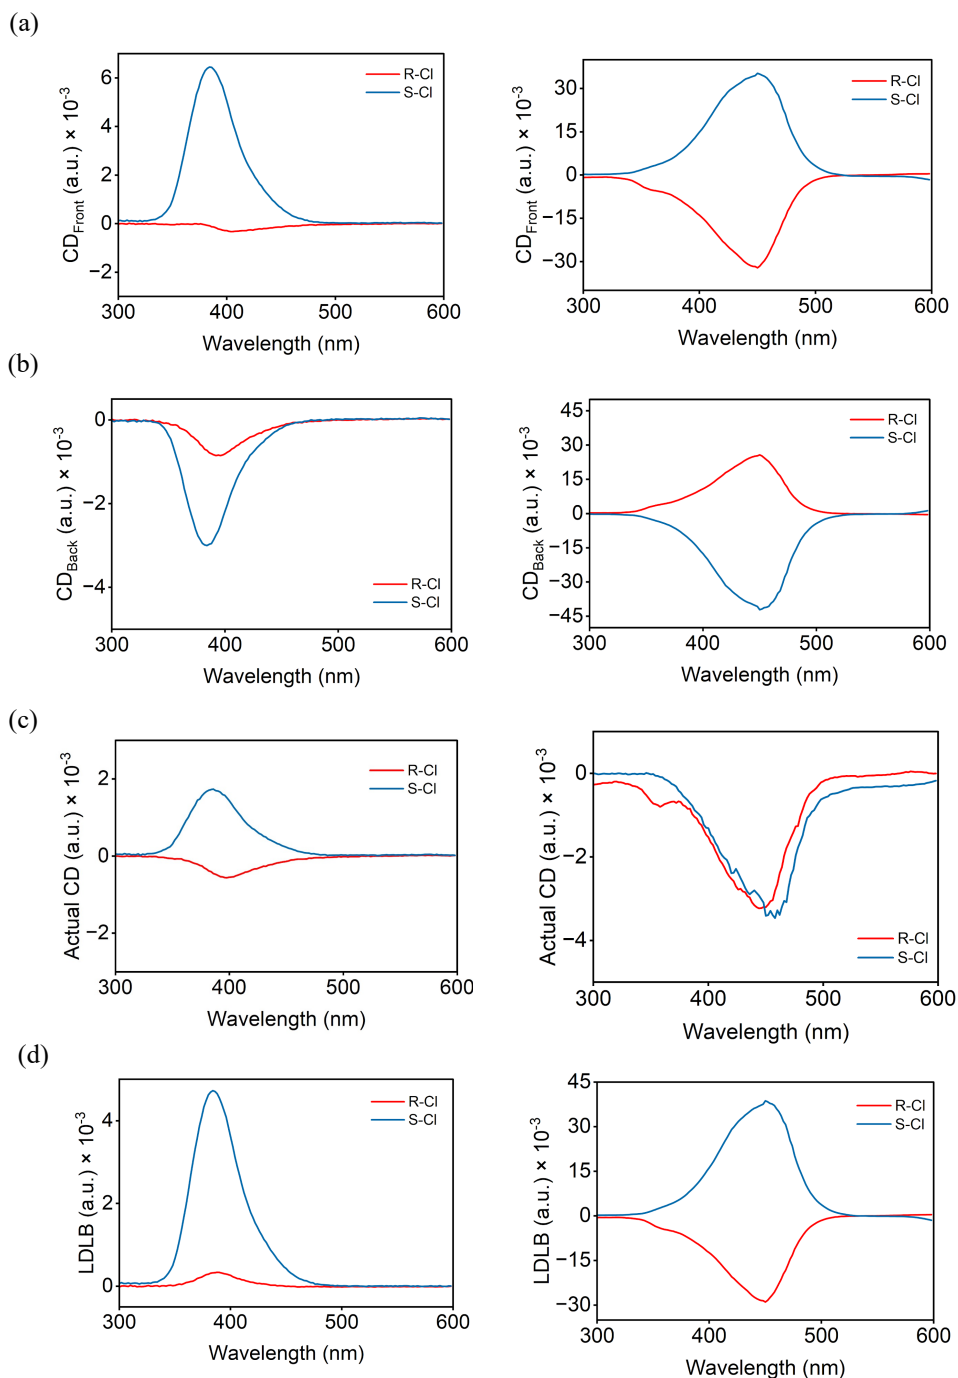 (a)
6
4
2
0
−2
CD_Front (a.u.) × 10⁻³
R-Cl
S-Cl
300 400 500 600
Wavelength (nm)
30
15
0
−15
−30
CD_Front (a.u.) × 10⁻³
R-Cl
S-Cl
300 400 500 600
Wavelength (nm)
(b)
0
−2
−4
CD_Back (a.u.) × 10⁻³
R-Cl
S-Cl
300 400 500 600
Wavelength (nm)
45
30
15
0
−15
−30
−45
CD_Back (a.u.) × 10⁻³
R-Cl
S-Cl
300 400 500 600
Wavelength (nm)
(c)
2
0
−2
Actual CD (a.u.) × 10⁻³
R-Cl
S-Cl
300 400 500 600
Wavelength (nm)
0
−2
−4
Actual CD (a.u.) × 10⁻³
R-Cl
S-Cl
300 400 500 600
Wavelength (nm)
(d)
4
2
0
LDLB (a.u.) × 10⁻³
R-Cl
S-Cl
300 400 500 600
Wavelength (nm)
45
30
15
0
−15
−30
LDLB (a.u.) × 10⁻³
R-Cl
S-Cl
300 400 500 600
Wavelength (nm)